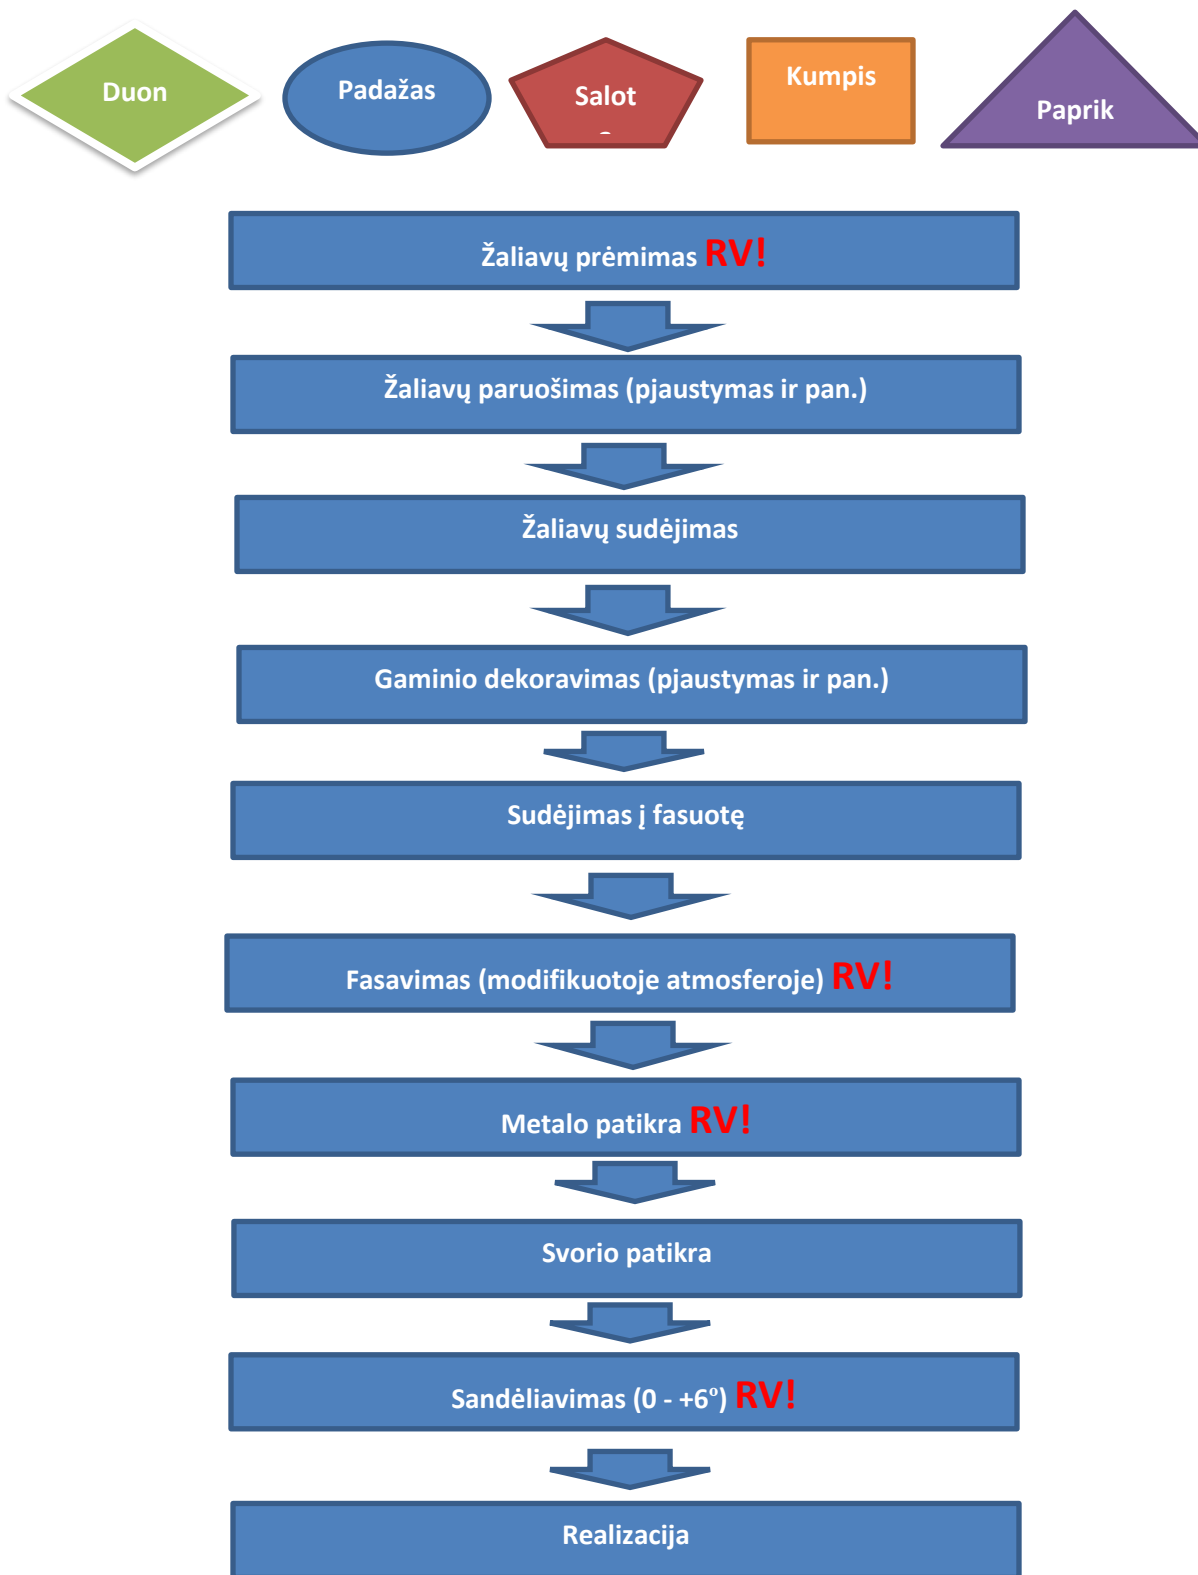 Duon
Padažas
Salot
Kumpis
Paprik
Žaliavų prėmimas RV!
Žaliavų paruošimas (pjaustymas ir pan.)
Žaliavų sudėjimas
Gaminio dekoravimas (pjaustymas ir pan.)
Sudėjimas į fasuotę
Fasavimas (modifikuotoje atmosferoje) RV!
Metalo patikra RV!
Svorio patikra
Sandėliavimas (0 - +6º) RV!
Realizacija